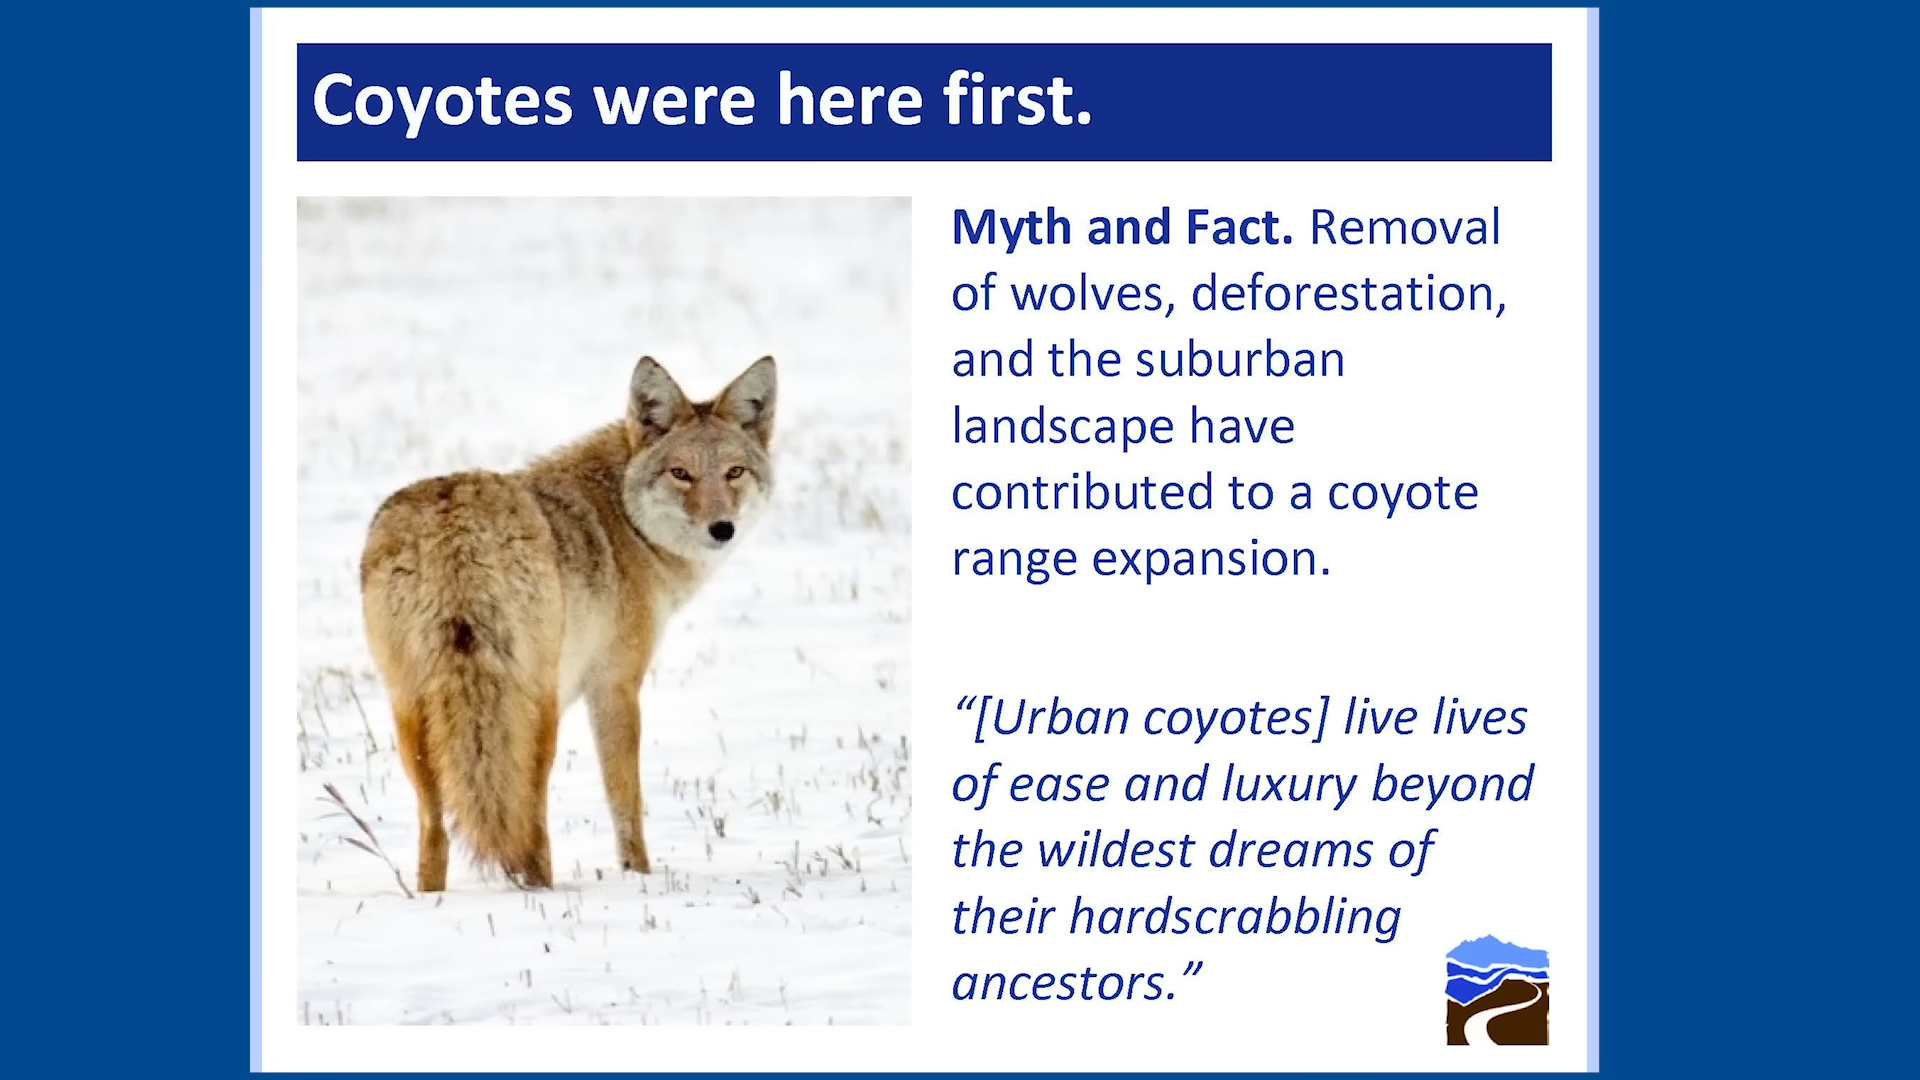 Coyotes were here first.
Myth and Fact. Removal
of wolves, deforestation,
and the suburban
landscape have
contributed to a coyote
range expansion.
“[Urban coyotes] live lives
of ease and luxury beyond
the wildest dreams of
their hardscrabbling
ancestors.”